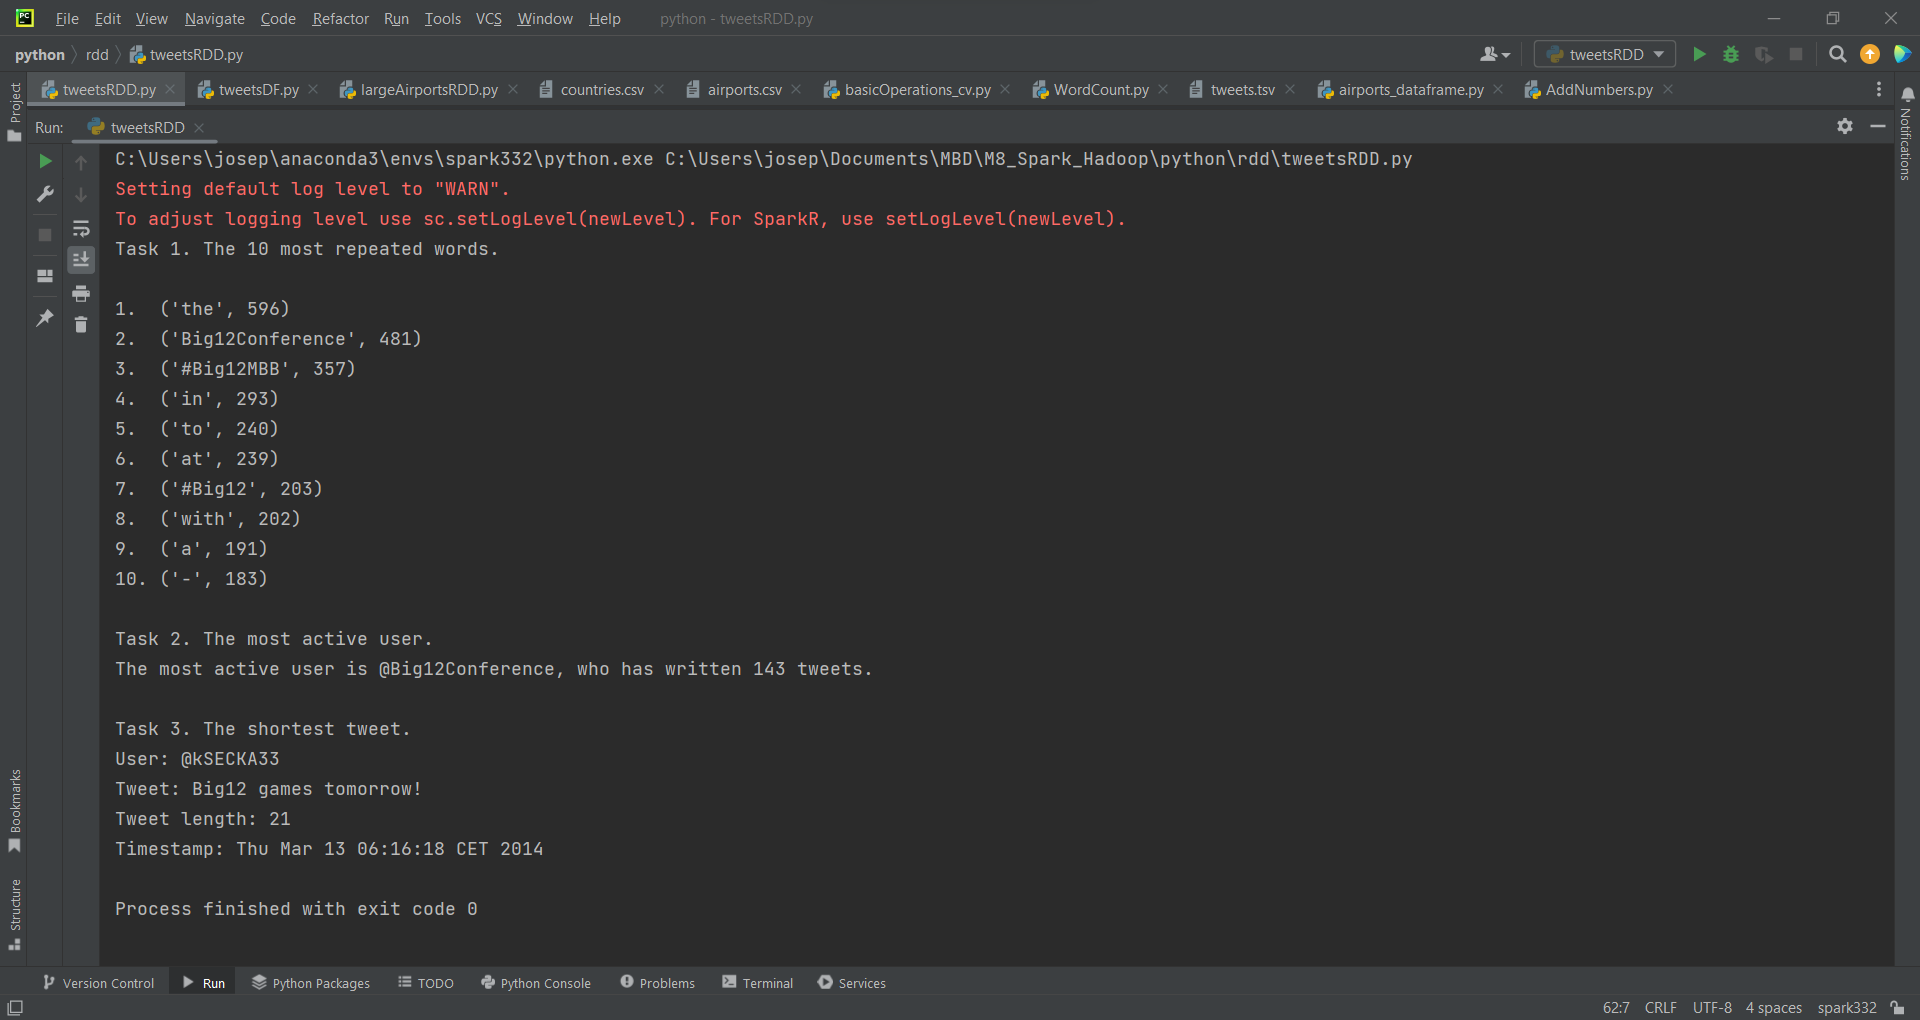 PC
File Edit View Navigate Code Refactor Run Tools VCS Window Help python - tweetsRDD.py
python rdd tweetsRDD.py tweetsRDD
tweetsRDD.py tweetsDF.py largeAirportsRDD.py countries.csv airports.csv basicOperations_cv.py WordCount.py tweets.tsv airports_dataframe.py AddNumbers.py
Project
Notifications
Run: tweetsRDD
C:\Users\josep\anaconda3\envs\spark332\python.exe C:\Users\josep\Documents\MBD\M8_Spark_Hadoop\python\rdd\tweetsRDD.py
Setting default log level to "WARN".
To adjust logging level use sc.setLogLevel(newLevel). For SparkR, use setLogLevel(newLevel).
Task 1. The 10 most repeated words.
1. ('the', 596)
2. ('Big12Conference', 481)
3. ('#Big12MBB', 357)
4. ('in', 293)
5. ('to', 240)
6. ('at', 239)
7. ('#Big12', 203)
8. ('with', 202)
9. ('a', 191)
10. ('-', 183)
Task 2. The most active user.
The most active user is @Big12Conference, who has written 143 tweets.
Task 3. The shortest tweet.
User: @kSECKA33
Tweet: Big12 games tomorrow!
Tweet length: 21
Timestamp: Thu Mar 13 06:16:18 CET 2014
Process finished with exit code 0
Bookmarks
Structure
Version Control Run Python Packages TODO Python Console Problems Terminal Services
62:7 CRLF UTF-8 4 spaces spark332